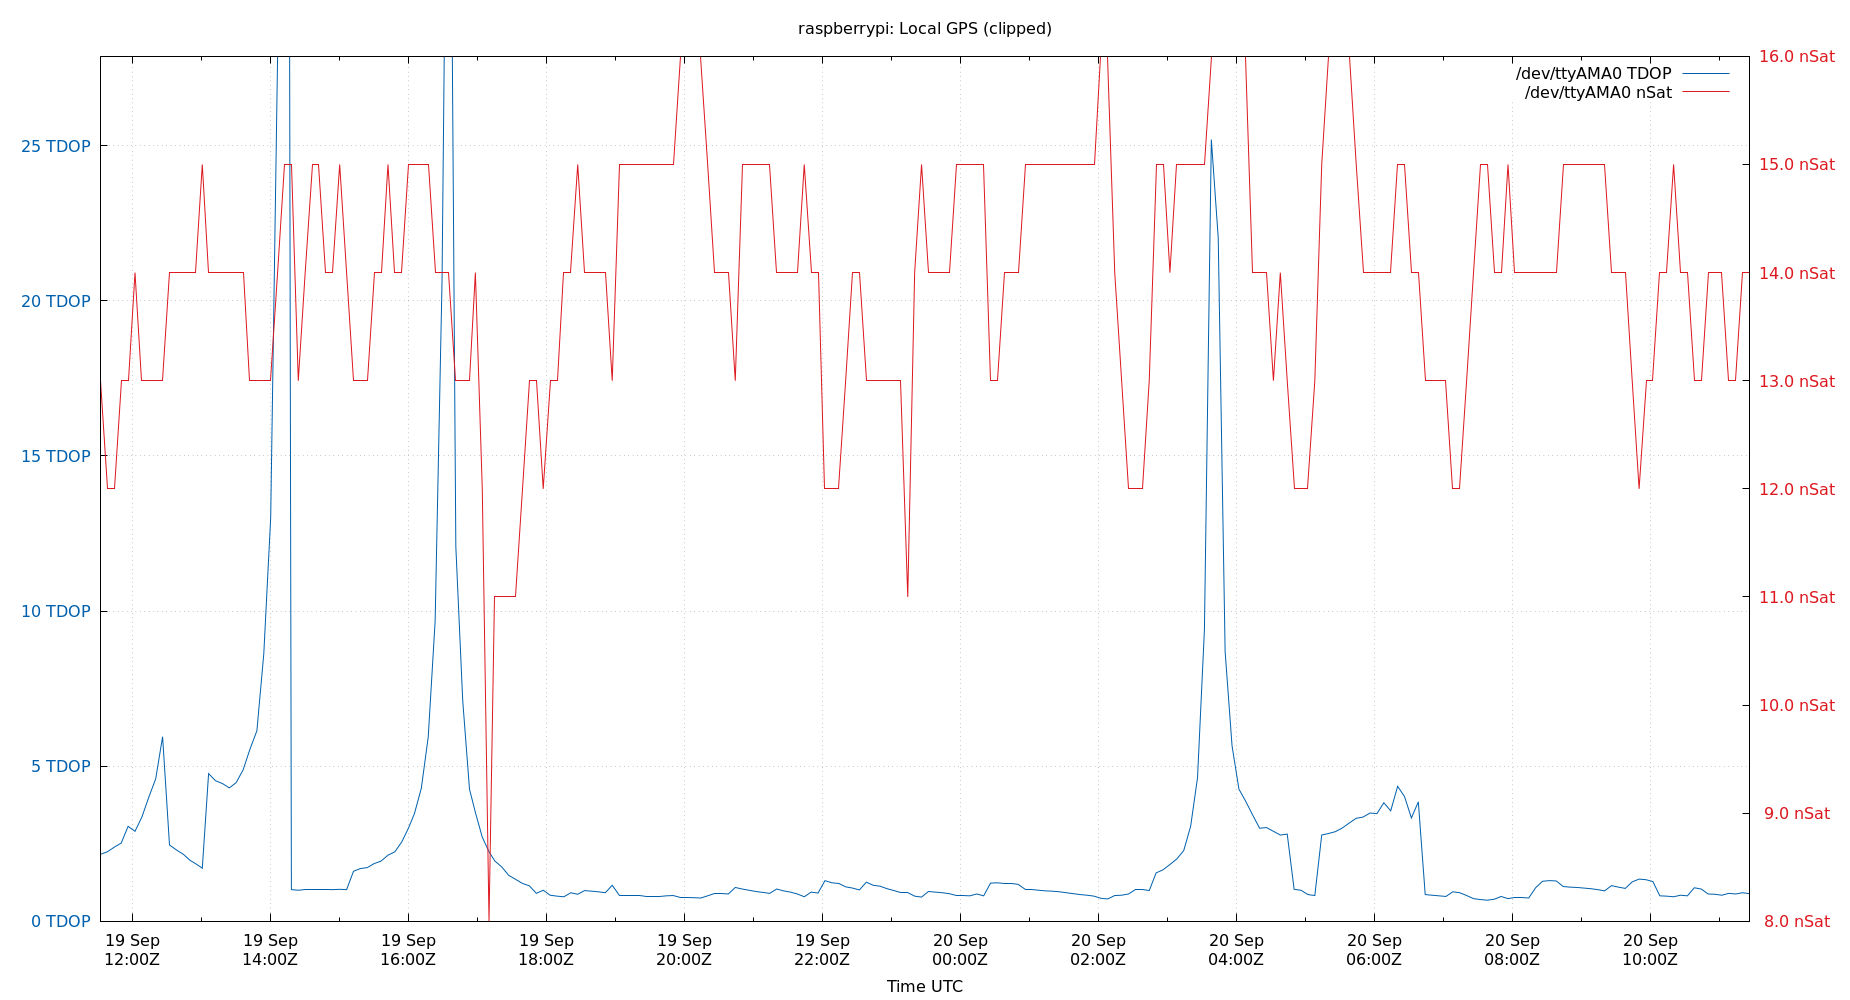 raspberrypi: Local GPS (clipped)
/dev/ttyAMA0 TDOP
/dev/ttyAMA0 nSat
25 TDOP
20 TDOP
15 TDOP
10 TDOP
5 TDOP
0 TDOP
16.0 nSat
15.0 nSat
14.0 nSat
13.0 nSat
12.0 nSat
11.0 nSat
10.0 nSat
9.0 nSat
8.0 nSat
19 Sep 19 Sep 19 Sep 19 Sep 19 Sep 19 Sep 20 Sep 20 Sep 20 Sep 20 Sep 20 Sep 20 Sep
12:00Z 14:00Z 16:00Z 18:00Z 20:00Z 22:00Z 00:00Z 02:00Z 04:00Z 06:00Z 08:00Z 10:00Z
Time UTC